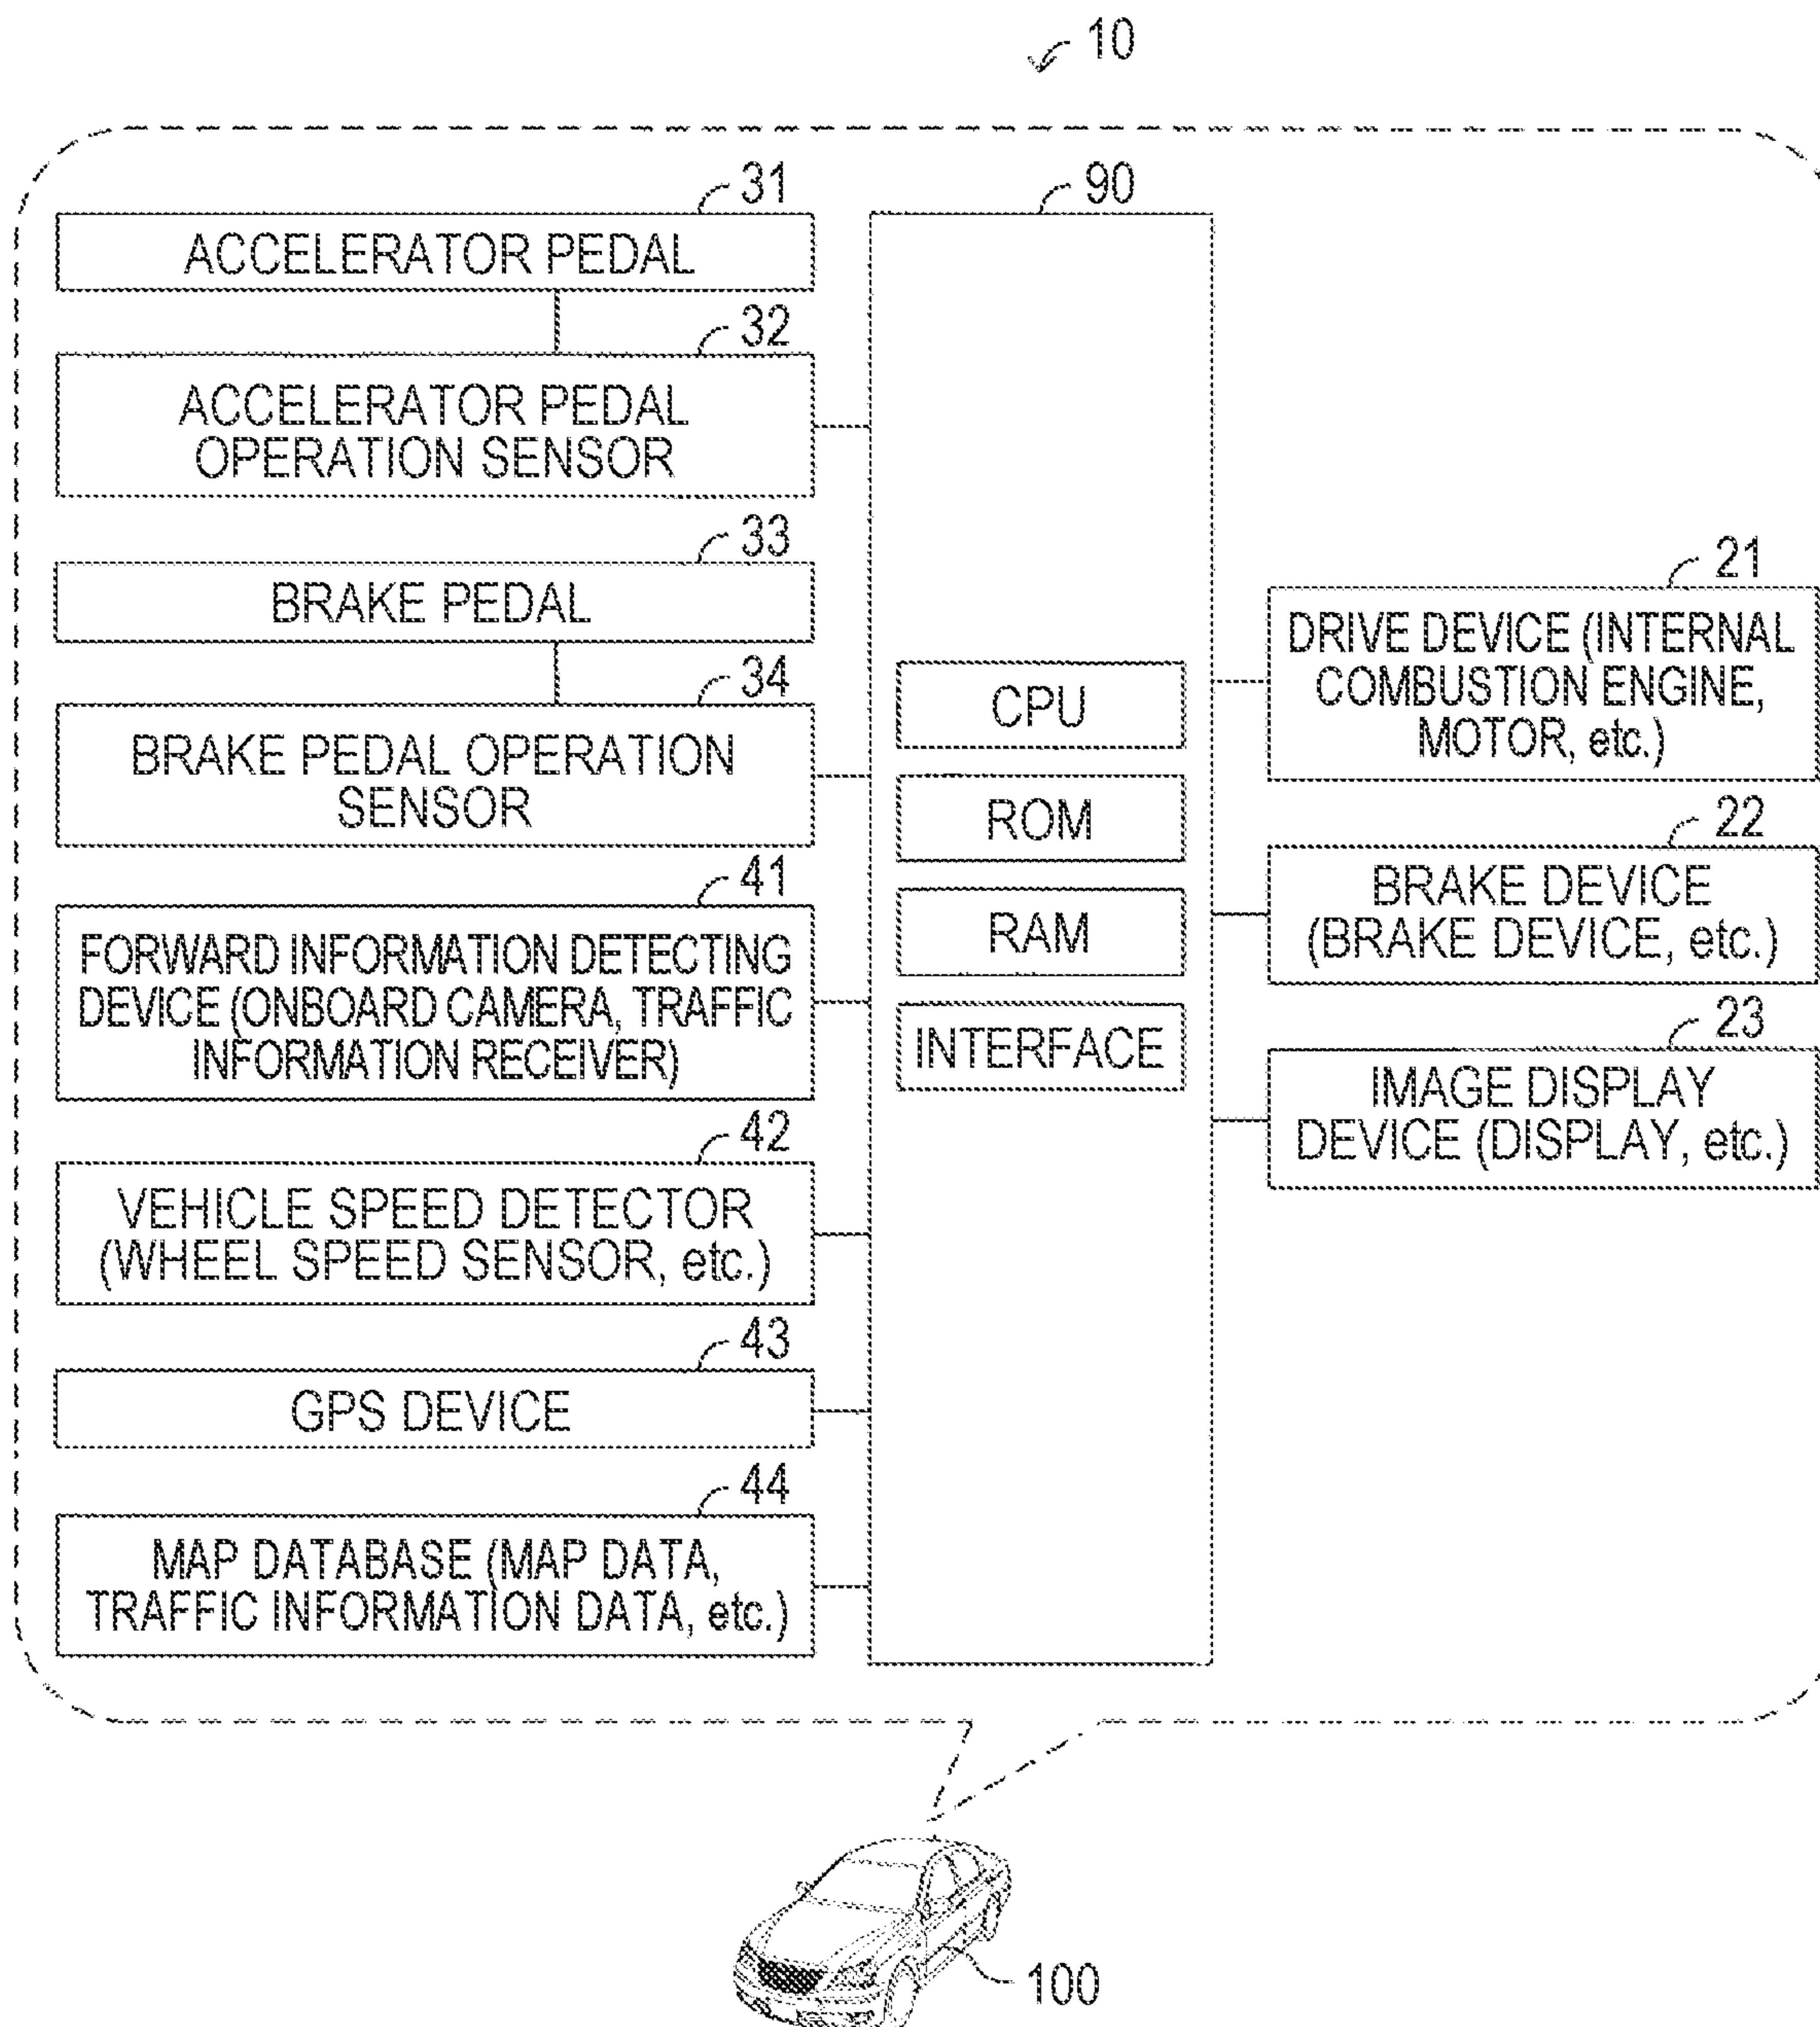 10
31
ACCELERATOR PEDAL
32
ACCELERATOR PEDAL
OPERATION SENSOR
33
BRAKE PEDAL
34
BRAKE PEDAL OPERATION
SENSOR
41
FORWARD INFORMATION DETECTING
DEVICE (ONBOARD CAMERA, TRAFFIC
INFORMATION RECEIVER)
42
VEHICLE SPEED DETECTOR
(WHEEL SPEED SENSOR, etc.)
43
GPS DEVICE
44
MAP DATABASE (MAP DATA,
TRAFFIC INFORMATION DATA, etc.)
90
CPU
ROM
RAM
INTERFACE
21
DRIVE DEVICE (INTERNAL
COMBUSTION ENGINE,
MOTOR, etc.)
22
BRAKE DEVICE
(BRAKE DEVICE, etc.)
23
IMAGE DISPLAY
DEVICE (DISPLAY, etc.)
100